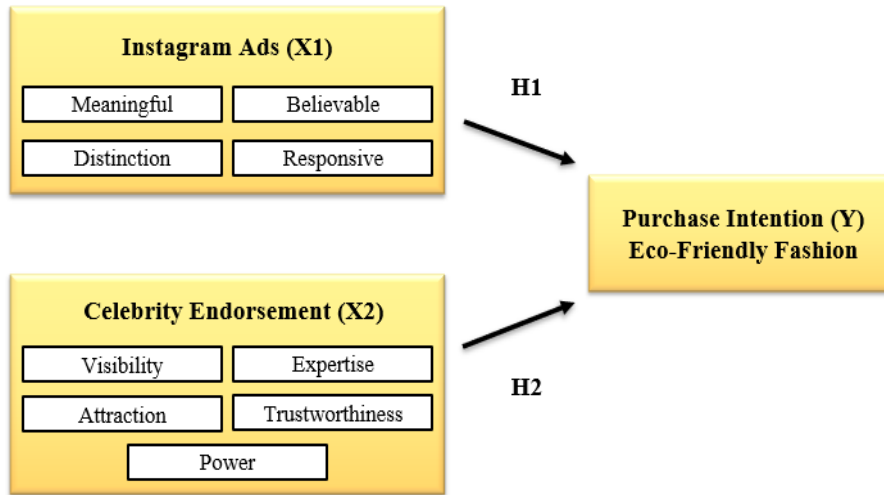 Instagram Ads (X1)
Meaningful
Believable
Distinction
Responsive
H1
Purchase Intention (Y)
Eco-Friendly Fashion
Celebrity Endorsement (X2)
Visibility
Expertise
Attraction
Trustworthiness
Power
H2